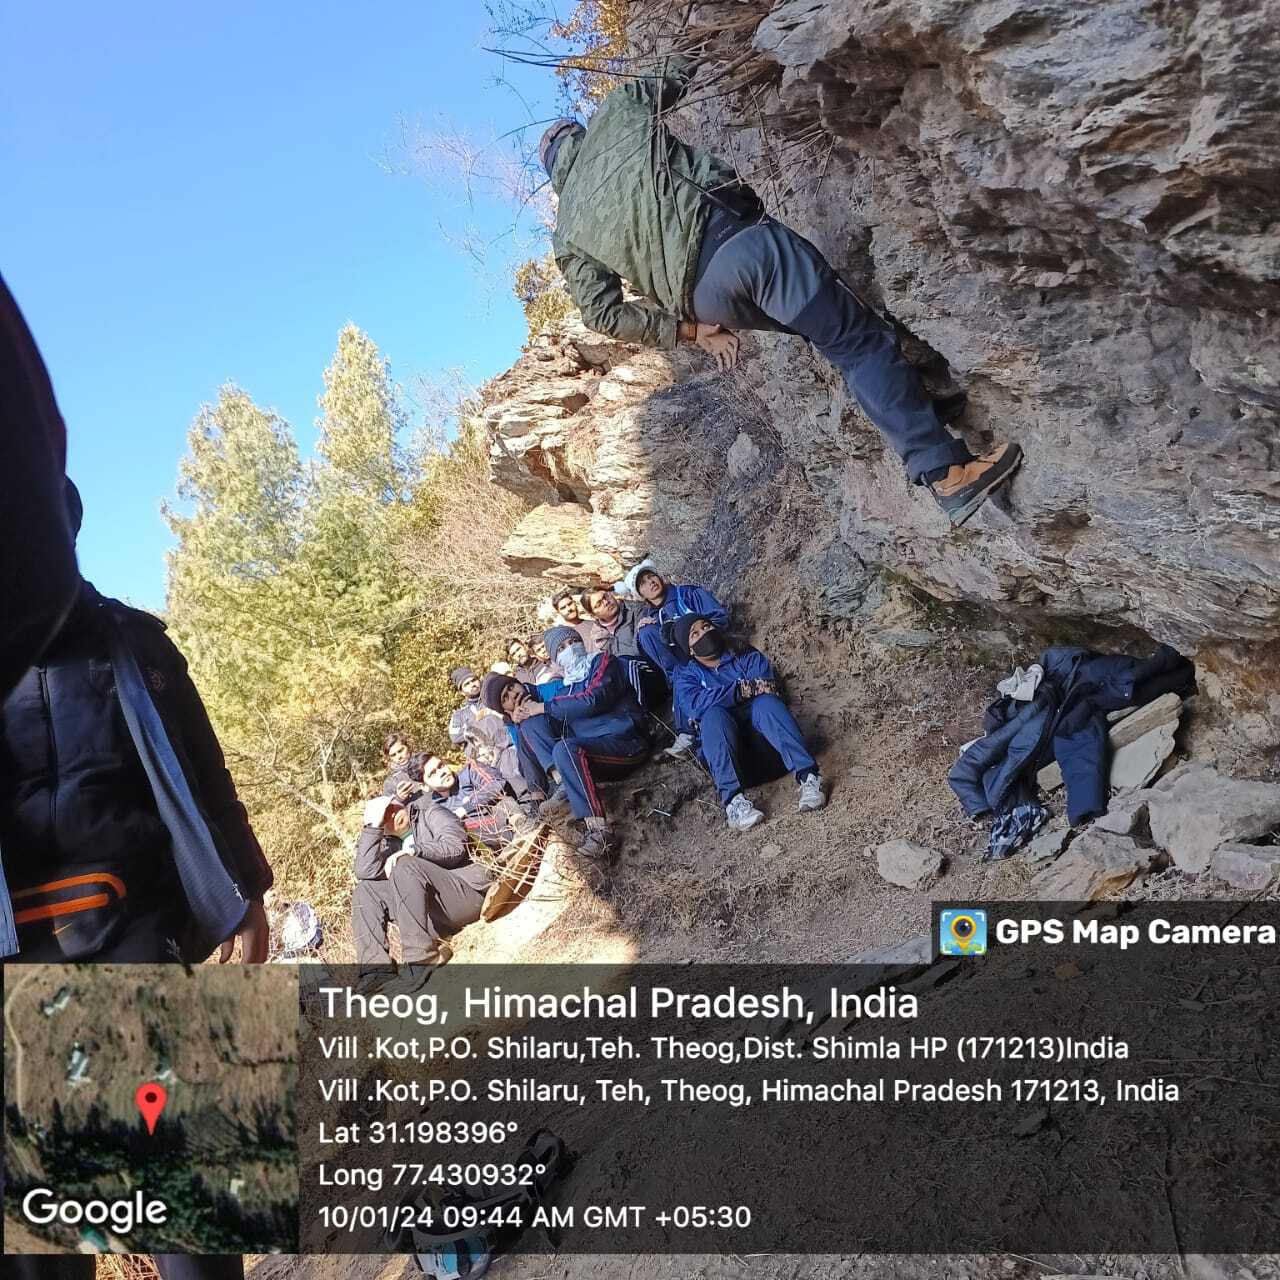 GPS Map Camera
Theog, Himachal Pradesh, India
Vill .Kot,P.O. Shilaru,Teh. Theog,Dist. Shimla HP (171213)India
Vill .Kot,P.O. Shilaru, Teh, Theog, Himachal Pradesh 171213, India
Lat 31.198396°
Long 77.430932°
10/01/24 09:44 AM GMT +05:30
Google